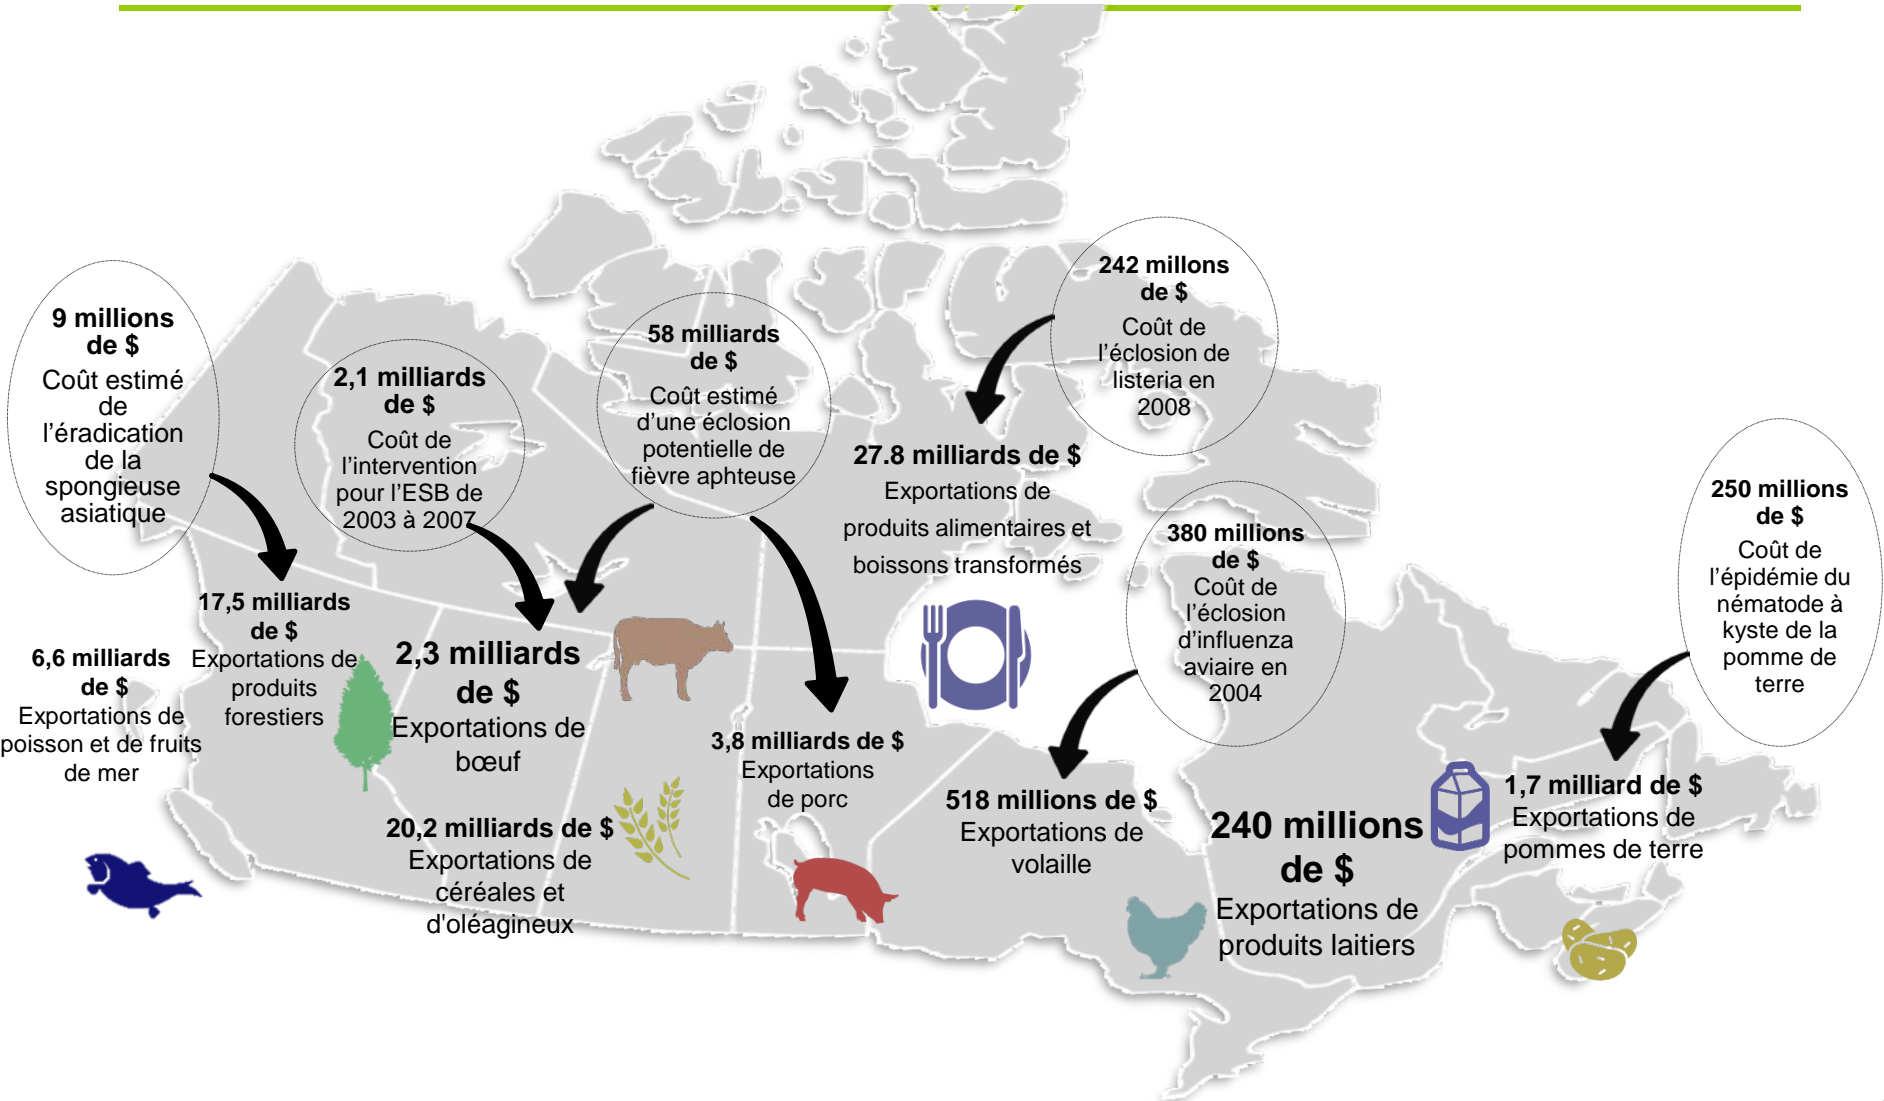 9 millions
de $
Coût estimé
de
l’éradication
de la
spongieuse
asiatique
2,1 milliards
de $
Coût de
l’intervention
pour l’ESB de
2003 à 2007
58 milliards
de $
Coût estimé
d’une éclosion
potentielle de
fièvre aphteuse
242 millons
de $
Coût de
l’éclosion de
listeria en
2008
27.8 milliards de $
Exportations de
produits alimentaires et
boissons transformés
380 millions
de $
Coût de
l’éclosion
d’influenza
aviaire en
2004
250 millions
de $
Coût de
l’épidémie du
nématode à
kyste de la
pomme de
terre
6,6 milliards
de $
Exportations de
poisson et de fruits
de mer
17,5 milliards
de $
Exportations de
produits
forestiers
2,3 milliards
de $
Exportations de
bœuf
20,2 milliards de $
Exportations de
céréales et
d'oléagineux
3,8 milliards de $
Exportations
de porc
518 millions de $
Exportations de
volaille
240 millions
de $
Exportations de
produits laitiers
1,7 milliard de $
Exportations de
pommes de terre